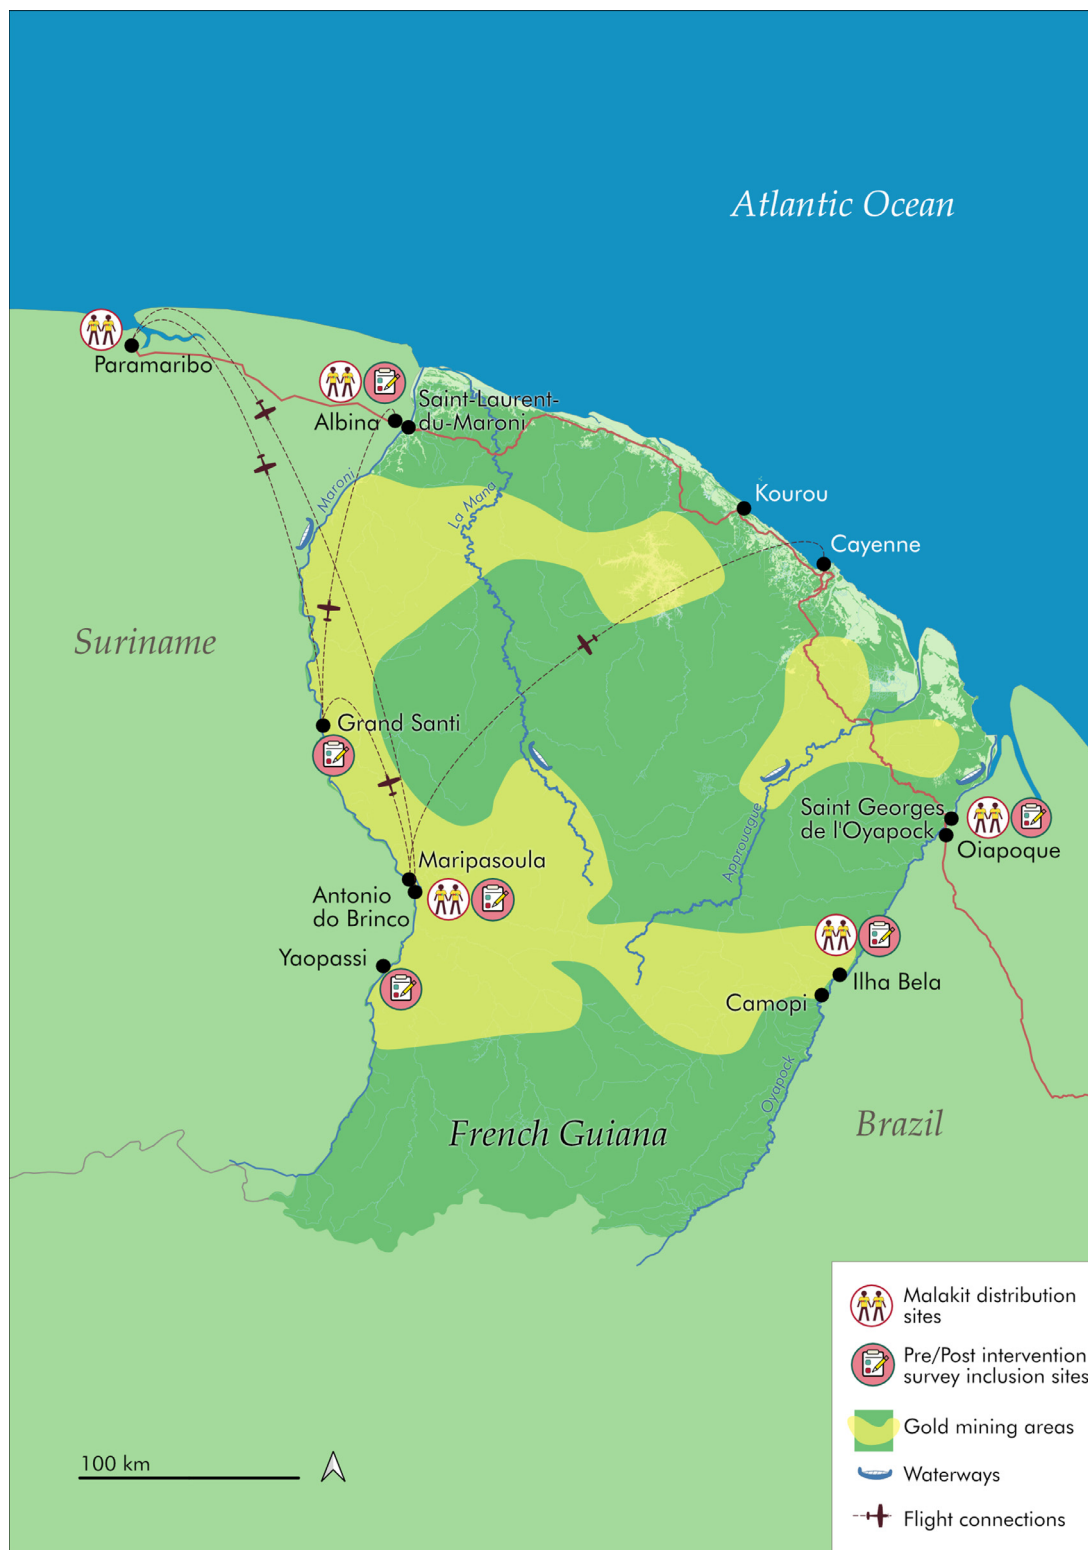 Atlantic Ocean
Paramaribo
Saint-Laurent-
du-Maroni
Albina
Maroni
La Mana
Kourou
Cayenne
Suriname
Grand Santi
Saint Georges
de l'Oyapock
Oiapoque
Approuague
Maripasoula
Antonio
do Brinco
Yaopassi
Ilha Bela
Camopi
Oyapock
French Guiana
Brazil
Malakit distribution
sites
Pre/Post intervention
survey inclusion sites
Gold mining areas
Waterways
Flight connections
100 km